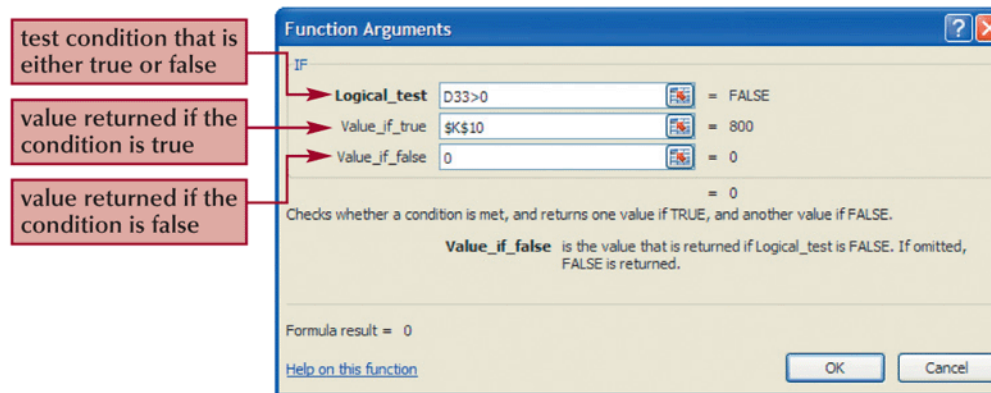 test condition that is
either true or false
value returned if the
condition is true
value returned if the
condition is false
Function Arguments
?
IF
Logical_test D33>0 = FALSE
Value_if_true $K$10 = 800
Value_if_false 0 = 0
= 0
Checks whether a condition is met, and returns one value if TRUE, and another value if FALSE.
Value_if_false is the value that is returned if Logical_test is FALSE. If omitted,
FALSE is returned.
Formula result = 0
Help on this function
OK
Cancel